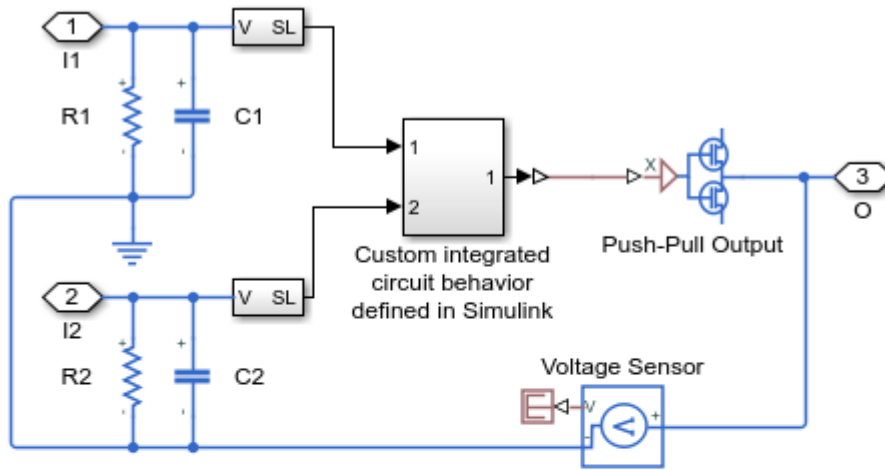 1
I1
V SL
R1
+
-
+
-
C1
1
2
1
Custom integrated
circuit behavior
defined in Simulink
X
Push-Pull Output
3
O
2
I2
V SL
R2
+
-
+
-
C2
Voltage Sensor
V
+
-
V